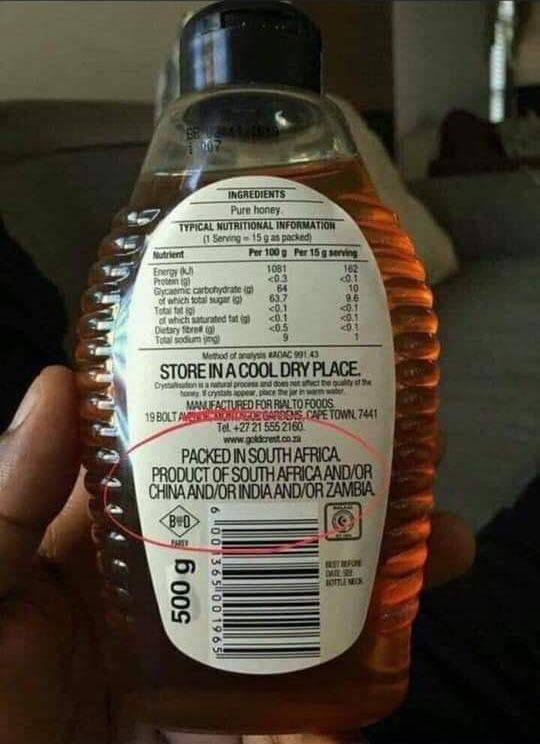 INGREDIENTS
Pure honey.
TYPICAL NUTRITIONAL INFORMATION
(1 Serving = 15 g as packed)
Nutrient Per 100 g Per 15 g serving
Energy (kJ) 1081 162
Protein (g) <0.3 <0.1
Glycaemic carbohydrate (g) 64 10
of which total sugar (g) 63.7 9.6
Total fat (g) <0.1 <0.1
of which saturated fat (g) <0.1 <0.1
Dietary fibre# (g) <0.5 <0.1
Total sodium (mg) 9 1
Method of analysis #AOAC 991.43
STORE IN A COOL DRY PLACE.
Crystallisation is a natural process and does not affect the quality of the
honey. If crystals appear, place the jar in warm water.
MANUFACTURED FOR RIALTO FOODS
19 BOLT GARDENS, CAPE TOWN, 7441
Tel. +27 21 555 2160
www.goldcrest.co.za
PACKED IN SOUTH AFRICA.
PRODUCT OF SOUTH AFRICA AND/OR
CHINA AND/OR INDIA AND/OR ZAMBIA.
PAREV
500 g
6 001365 001965
BEST BEFORE
DATE: SEE
BOTTLE NECK